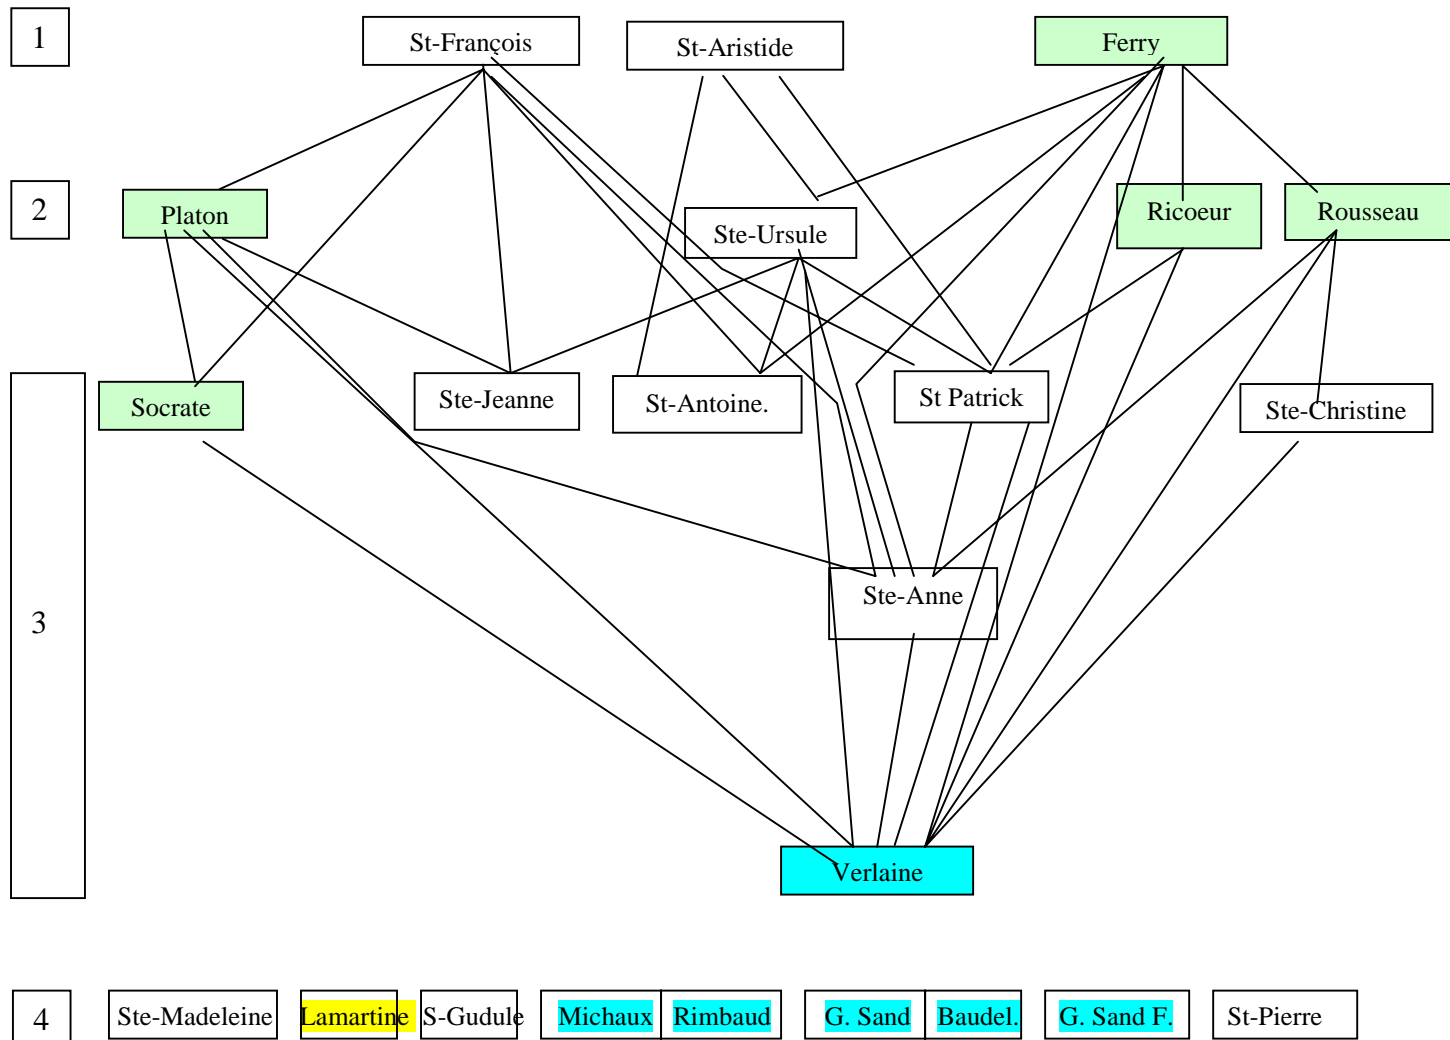 1 St-François St-Aristide Ferry
2 Platon Ste-Ursule Ricoeur Rousseau
Socrate Ste-Jeanne St-Antoine. St Patrick Ste-Christine
3 Ste-Anne
Verlaine
4 Ste-Madeleine Lamartine S-Gudule Michaux Rimbaud G. Sand Baudel. G. Sand F. St-Pierre